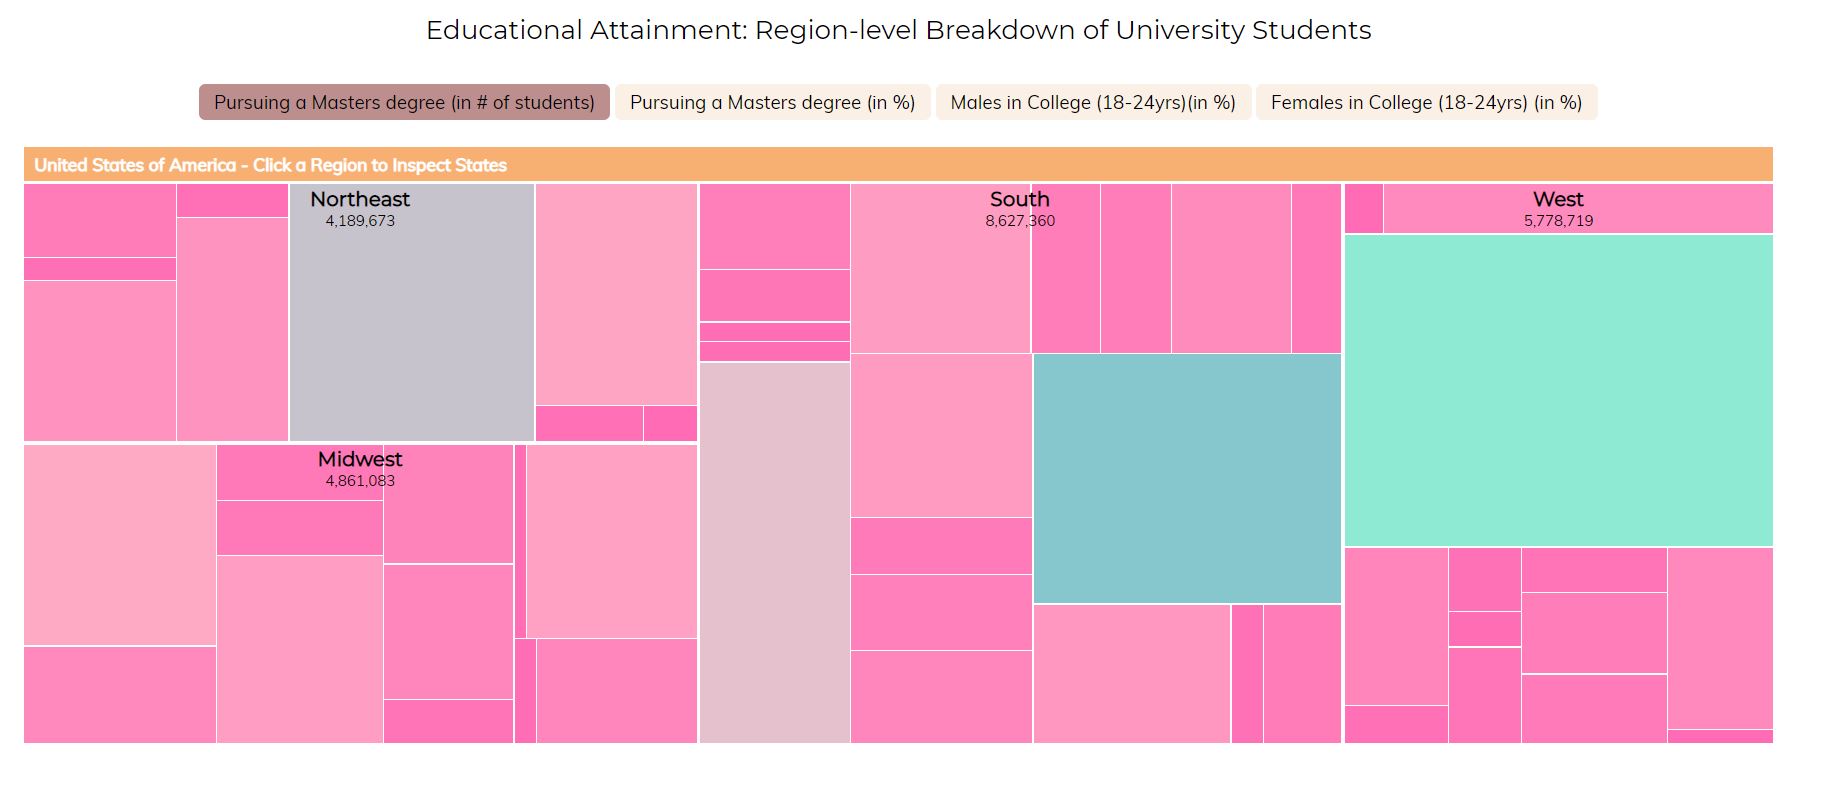 Educational Attainment: Region-level Breakdown of University Students
Pursuing a Masters degree (in # of students)
Pursuing a Masters degree (in %)
Males in College (18-24yrs)(in %)
Females in College (18-24yrs) (in %)
United States of America - Click a Region to Inspect States
Northeast
4,189,673
South
8,627,360
West
5,778,719
Midwest
4,861,083